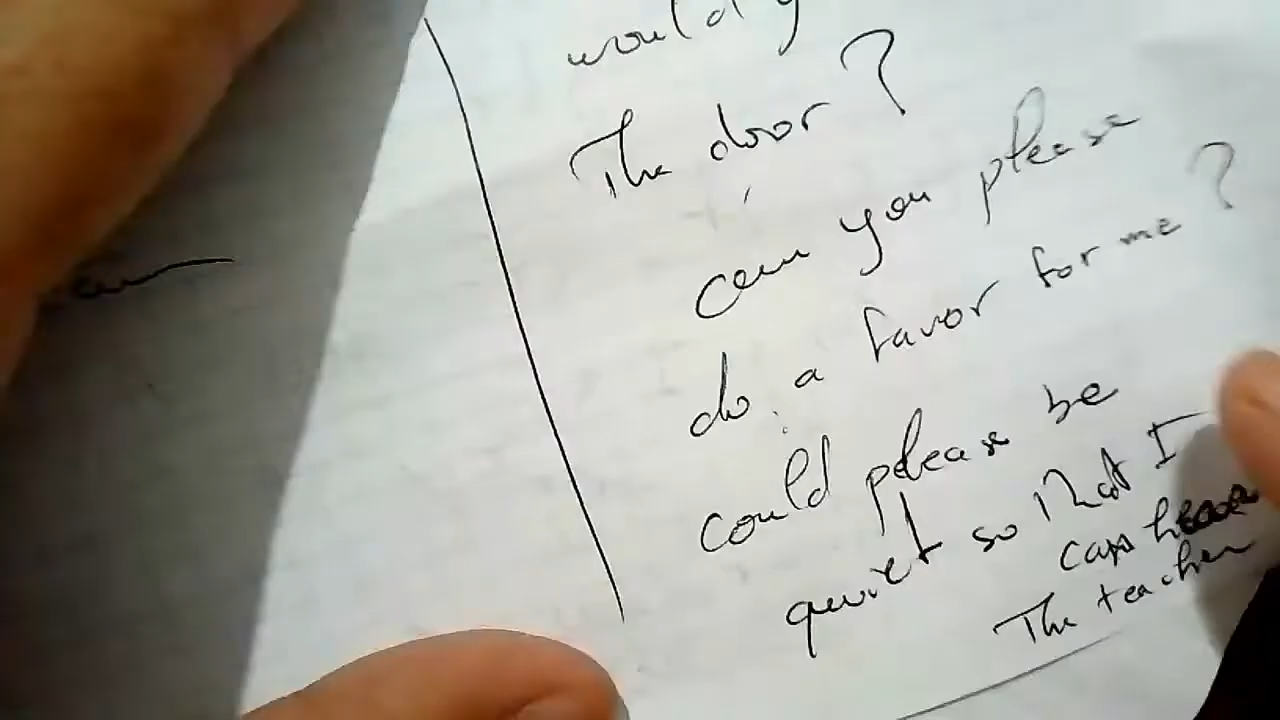 would y
The door ?
can you please
do a favor for me ?
could please be
quiet so that I
can hear
The teacher